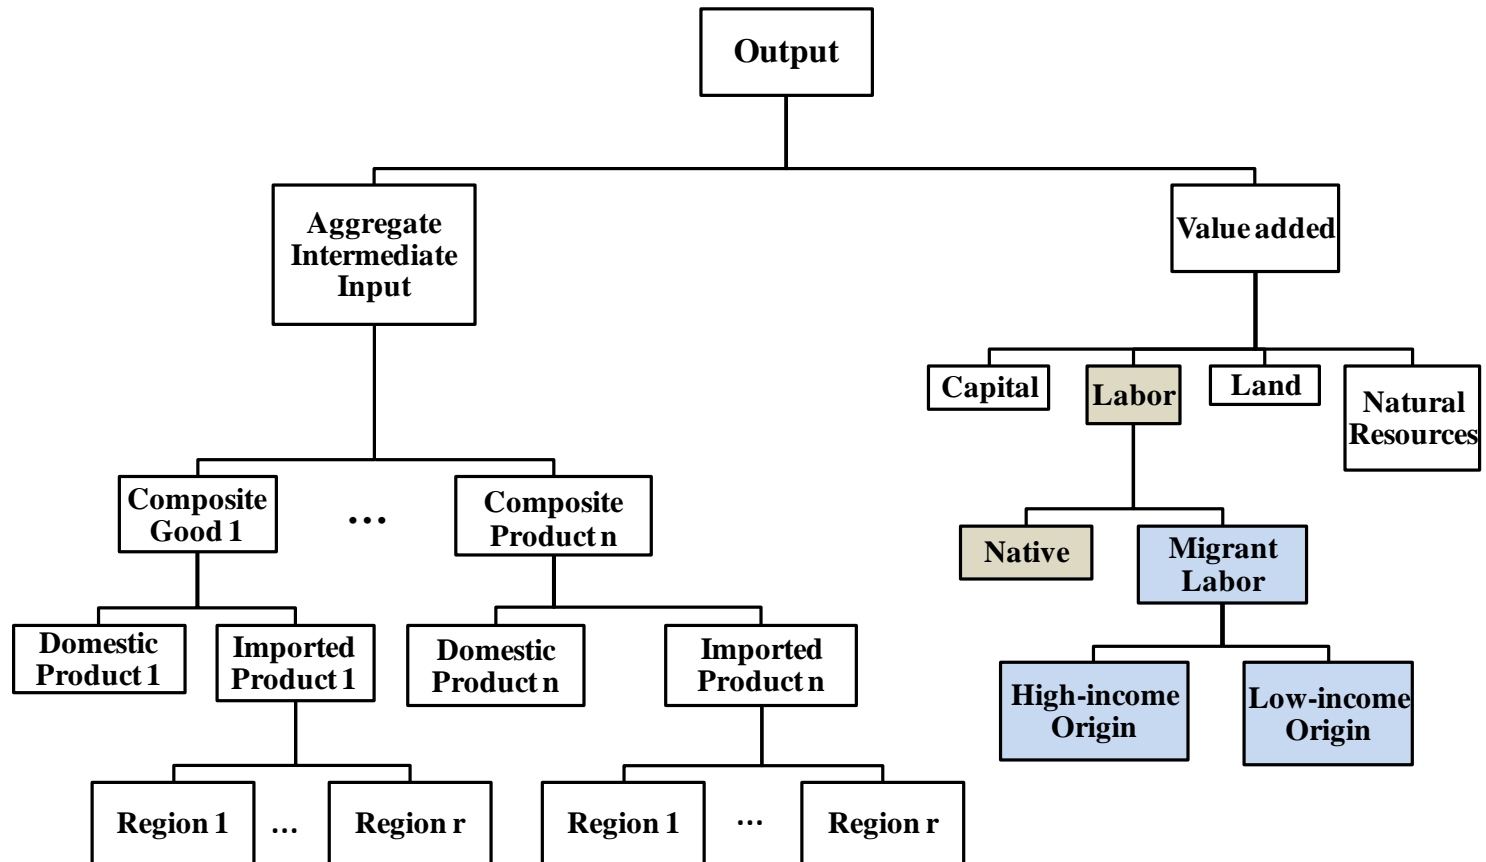 Output
Aggregate
Intermediate
Input
Value added
Capital
Labor
Land
Natural
Resources
Composite
Good 1
...
Composite
Product n
Native
Migrant
Labor
Domestic
Product 1
Imported
Product 1
Domestic
Product n
Imported
Product n
High-income
Origin
Low-income
Origin
Region 1
...
Region r
Region 1
...
Region r